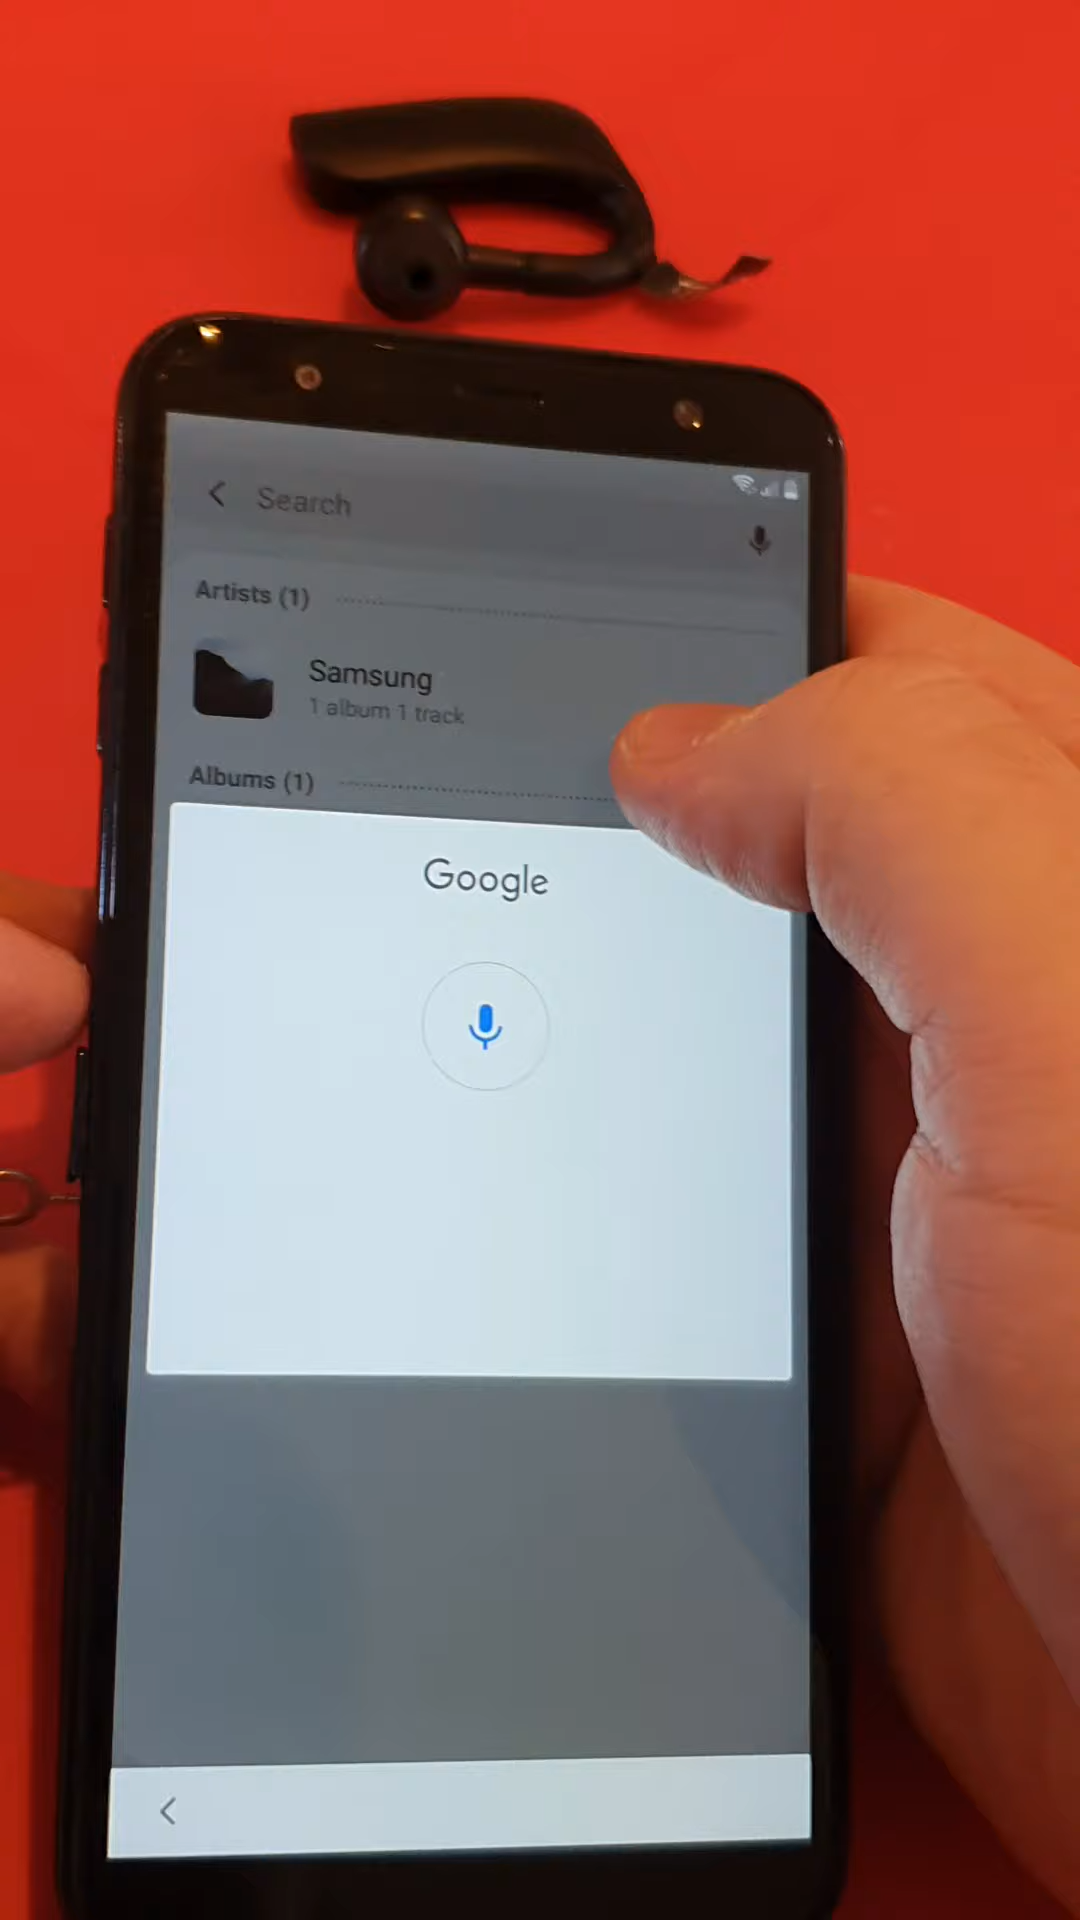 Search
Artists (1)
Samsung
1 album 1 track
Albums (1)
Google